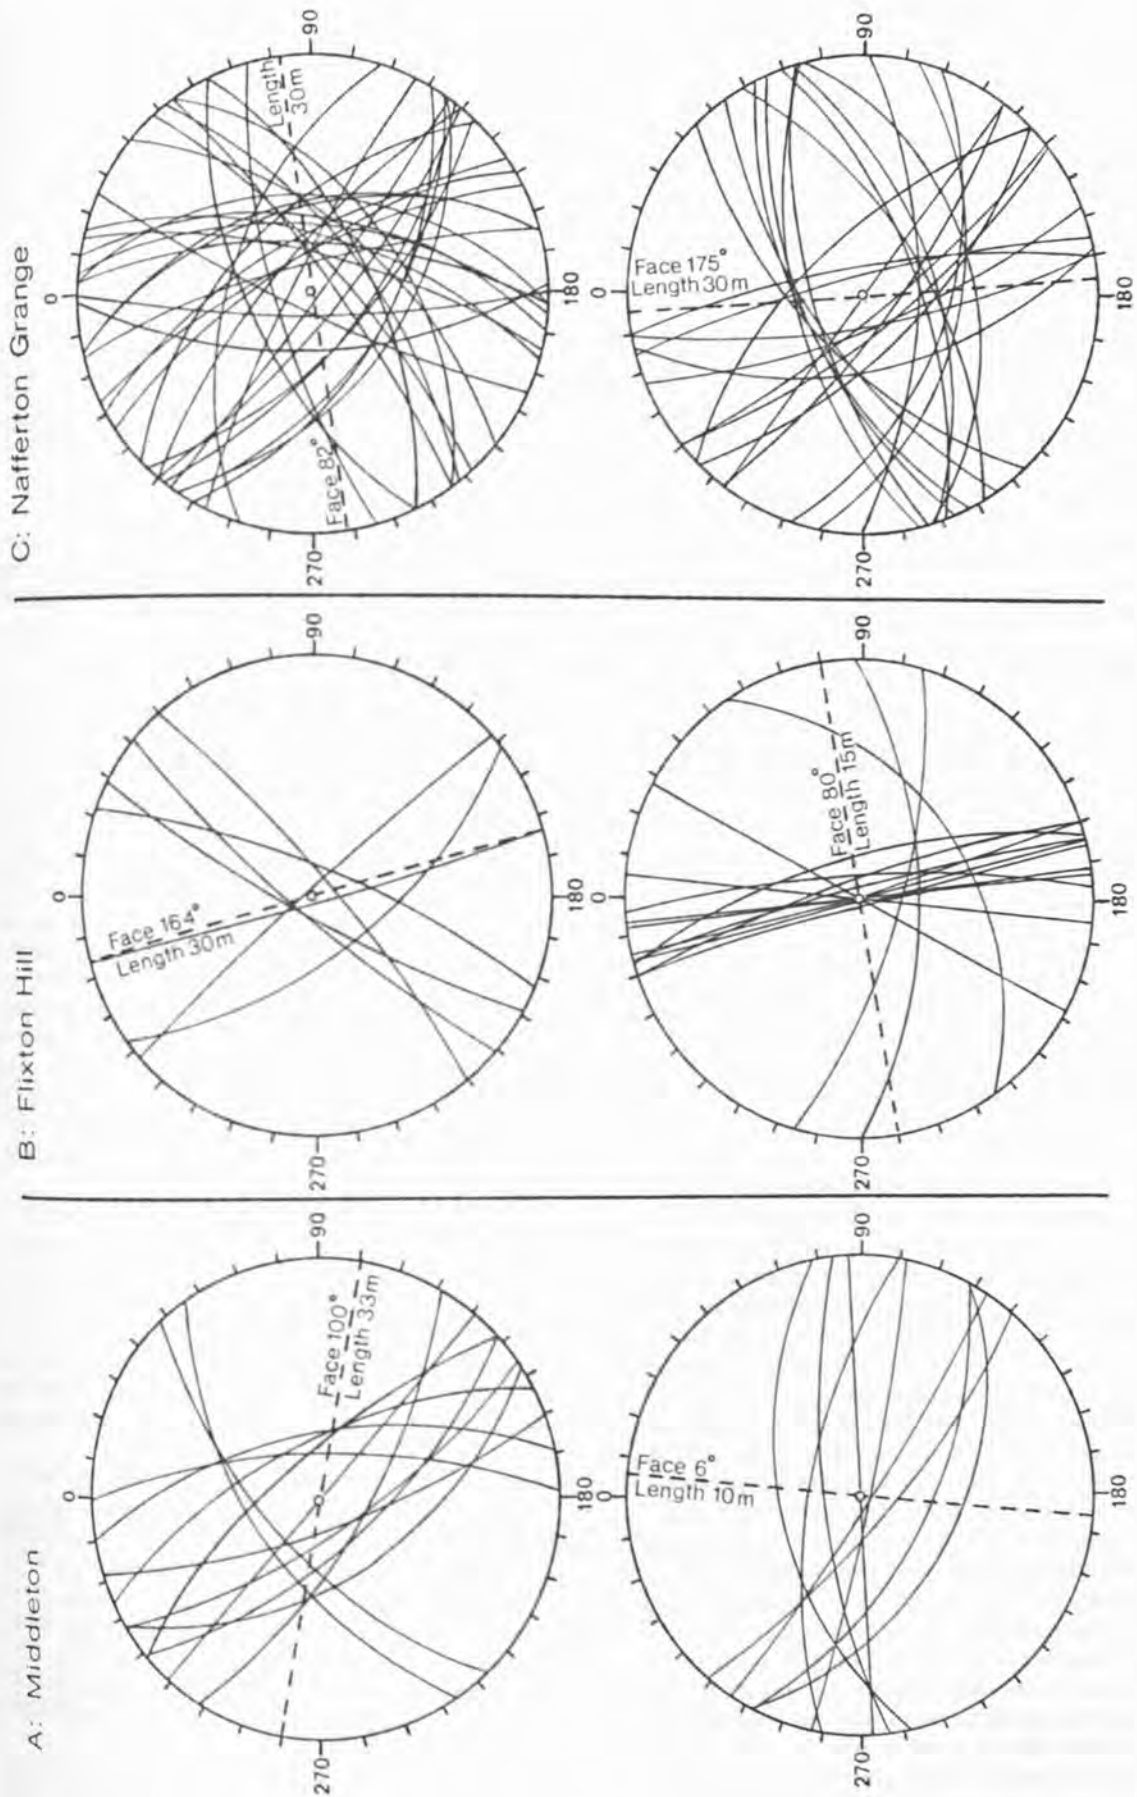 A: Middleton
B: Flixton Hill
C: Nafferton Grange
0
90
180
270
Face 100°
Length 33m
0
90
180
270
Face 164°
Length 30m
0
90
180
270
Face 82°
Length
30m
0
90
180
270
Face 6°
Length 10m
0
90
180
270
Face 80°
Length 15m
0
90
180
270
Face 175°
Length 30m